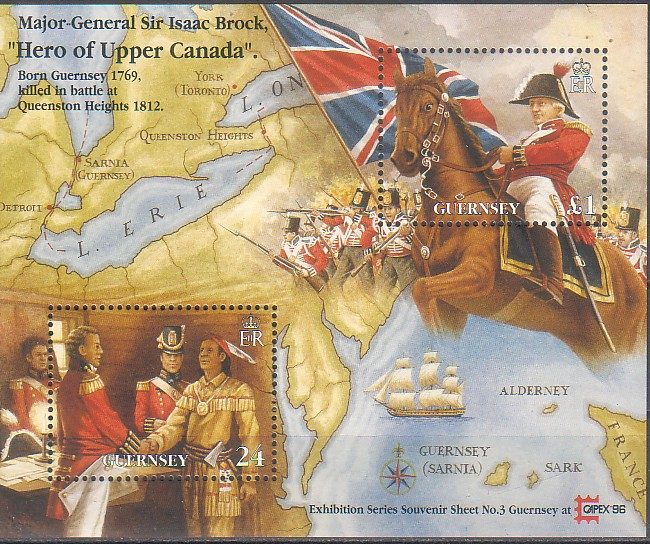 Major-General Sir Isaac Brock,
"Hero of Upper Canada".
Born Guernsey 1769,
killed in battle at
Queenston Heights 1812.
YORK
(TORONTO)
L. ON
QUEENSTON HEIGHTS
SARNIA
(GUERNSEY)
DETROIT
L. ERIE
E R
GUERNSEY
£1
E R
GUERNSEY
24
ALDERNEY
GUERNSEY
(SARNIA)
SARK
FRANCE
Exhibition Series Souvenir Sheet No.3 Guernsey at
CAPEX '96